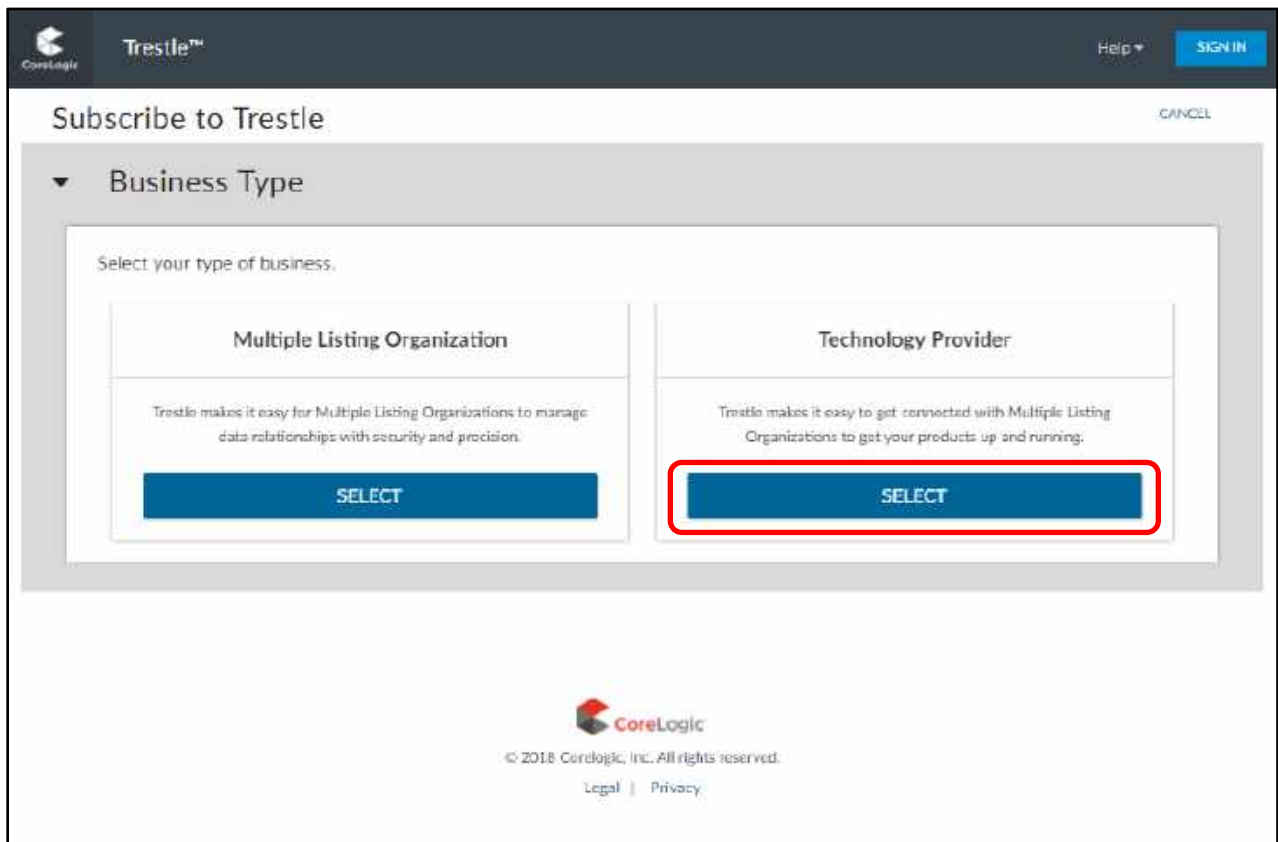 CoreLogic
Trestle™
Help
SIGN IN
Subscribe to Trestle
CANCEL
Business Type
Select your type of business.
Multiple Listing Organization
Technology Provider
Trestle makes it easy for Multiple Listing Organizations to manage
data relationships with security and precision.
Trestle makes it easy to get connected with Multiple Listing
Organizations to get your products up and running.
SELECT
SELECT
CoreLogic
© 2018 Corelogic, Inc. All rights reserved.
Legal | Privacy